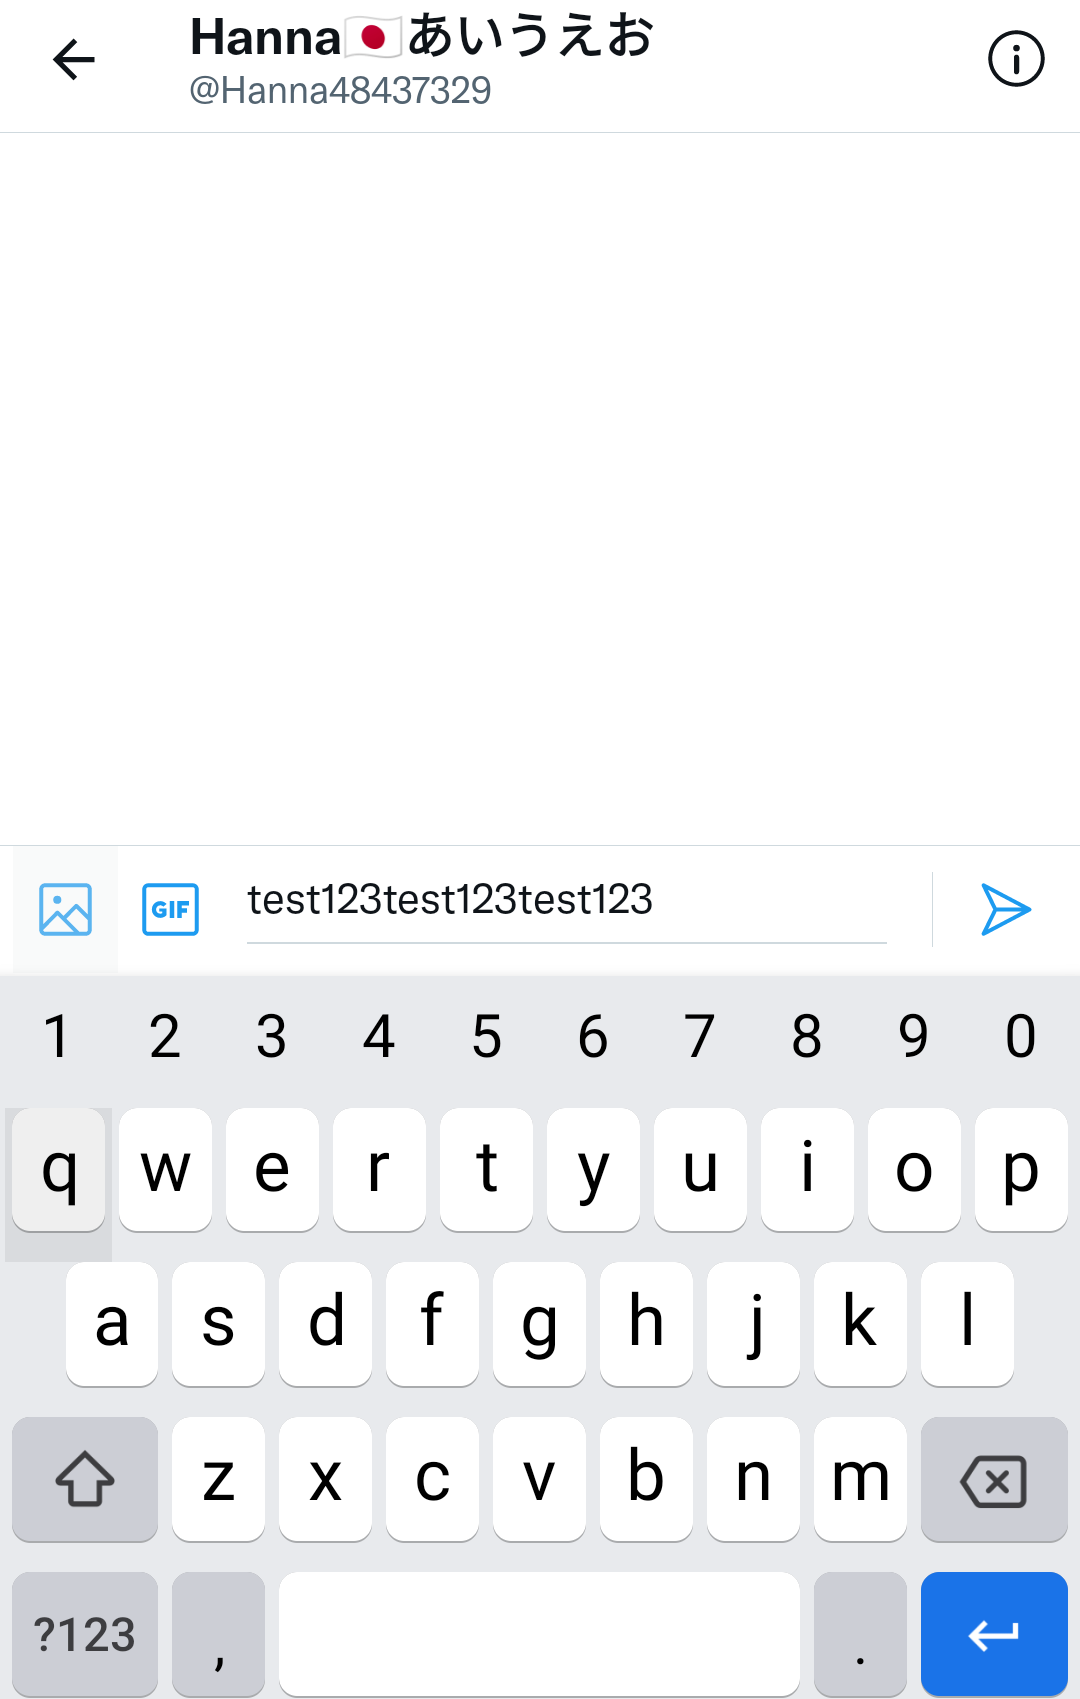 Hanna🇯🇵あいうえお
@Hanna48437329
GIF
test123test123test123
1 2 3 4 5 6 7 8 9 0
q w e r t y u i o p
a s d f g h j k l
z x c v b n m
?123 , .